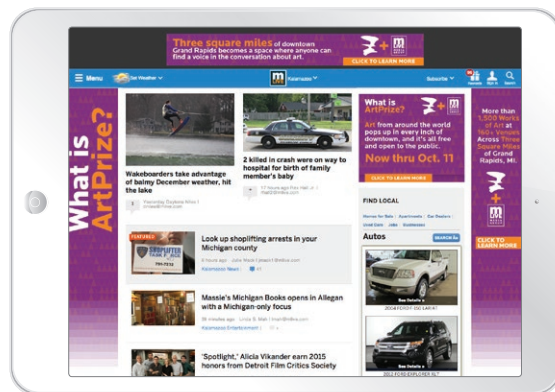 Three square miles of downtown
Grand Rapids becomes a space where anyone can
find a voice in the conversation about art.
CLICK TO LEARN MORE
Menu
Set Weather
Kalamazoo
Subscribe
Sign in
Search
What is
ArtPrize?
Wakeboarders take advantage
of balmy December weather, hit
the lake
2 killed in crash were on way to
hospital for birth of family
member's baby
What is
ArtPrize?
Art from around the world
pops up in every inch of
downtown, and it's all free
and open to the public.
Now thru Oct. 11
CLICK TO LEARN MORE
More than
1,500 Works
of Art at
160+ Venues
Across Three
Square Miles
of Grand
Rapids, MI.
CLICK TO
LEARN MORE
FIND LOCAL
Autos
FEATURED
Look up shoplifting arrests in your
Michigan county
Kalamazoo News
Massie's Michigan Books opens in Allegan
with a Michigan-only focus
Kalamazoo Entertainment
'Spotlight,' Alicia Vikander earn 2015
honors from Detroit Film Critics Society
See Details
See Details